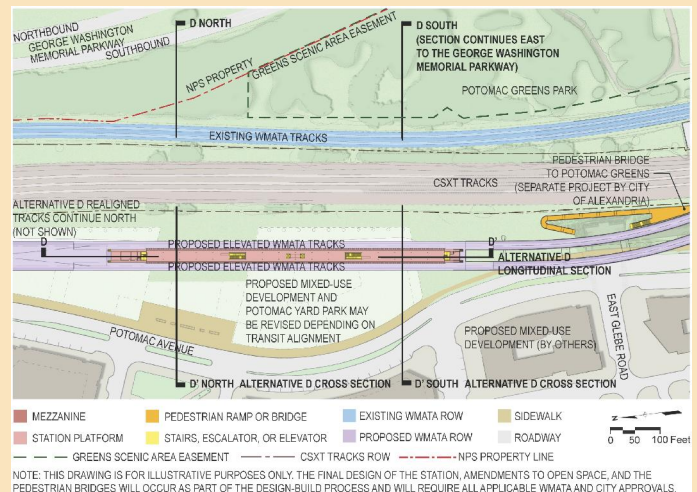 NORTHBOUND
GEORGE WASHINGTON
MEMORIAL PARKWAY
SOUTHBOUND
D NORTH
NPS PROPERTY
GREENS SCENIC AREA EASEMENT
D SOUTH
(SECTION CONTINUES EAST
TO THE GEORGE WASHINGTON
MEMORIAL PARKWAY)
POTOMAC GREENS PARK
EXISTING WMATA TRACKS
CSXT TRACKS
PEDESTRIAN BRIDGE
TO POTOMAC GREENS
(SEPARATE PROJECT BY CITY
OF ALEXANDRIA)
ALTERNATIVE D REALIGNED
TRACKS CONTINUE NORTH
(NOT SHOWN)
D
PROPOSED ELEVATED WMATA TRACKS
PROPOSED ELEVATED WMATA TRACKS
D'
ALTERNATIVE D
LONGITUDINAL SECTION
PROPOSED MIXED-USE
DEVELOPMENT AND
POTOMAC YARD PARK MAY
BE REVISED DEPENDING ON
TRANSIT ALIGNMENT
POTOMAC AVENUE
PROPOSED MIXED-USE
DEVELOPMENT (BY OTHERS)
EAST GLEBE ROAD
D' NORTH ALTERNATIVE D CROSS SECTION
D' SOUTH ALTERNATIVE D CROSS SECTION
MEZZANINE
PEDESTRIAN RAMP OR BRIDGE
EXISTING WMATA ROW
SIDEWALK
STATION PLATFORM
STAIRS, ESCALATOR, OR ELEVATOR
PROPOSED WMATA ROW
ROADWAY
N
0 50 100 Feet
GREENS SCENIC AREA EASEMENT
CSXT TRACKS ROW
NPS PROPERTY LINE
NOTE: THIS DRAWING IS FOR ILLUSTRATIVE PURPOSES ONLY. THE FINAL DESIGN OF THE STATION, AMENDMENTS TO OPEN SPACE, AND THE
PEDESTRIAN BRIDGES WILL OCCUR AS PART OF THE DESIGN-BUILD PROCESS AND WILL REQUIRE ALL APPLICABLE WMATA AND CITY APPROVALS.